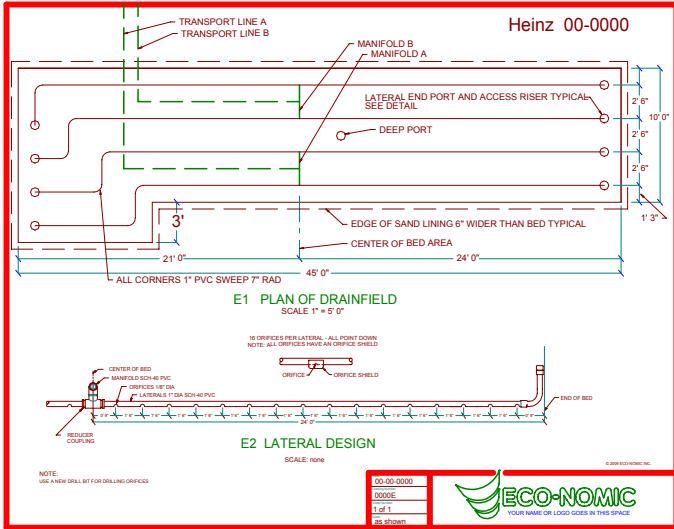 Heinz 00-0000
TRANSPORT LINE A
TRANSPORT LINE B
MANIFOLD B
MANIFOLD A
LATERAL END PORT AND ACCESS RISER TYPICAL
SEE DETAIL
DEEP PORT
2' 6"
10' 0"
2' 6"
2' 6"
1' 3"
3'
EDGE OF SAND LINING 6" WIDER THAN BED TYPICAL
CENTER OF BED AREA
21' 0"
24' 0"
45' 0"
ALL CORNERS 1" PVC SWEEP 7" RAD
E1 PLAN OF DRAINFIELD
SCALE 1" = 5' 0"
16 ORIFICES PER LATERAL - ALL POINT DOWN
NOTE: ALL ORIFICES HAVE AN ORIFICE SHIELD
ORIFICE
ORIFICE SHIELD
CENTER OF BED
MANIFOLD SCH-40 PVC
ORIFICES 1/8" DIA
LATERALS 1" DIA SCH-40 PVC
END OF BED
24' 0"
REDUCER
COUPLING
E2 LATERAL DESIGN
SCALE: none
NOTE:
USE A NEW DRILL BIT FOR DRILLING ORIFICES
00-00-0000
0000E
1 of 1
as shown
ECO-NOMIC
YOUR NAME OR LOGO GOES IN THIS SPACE